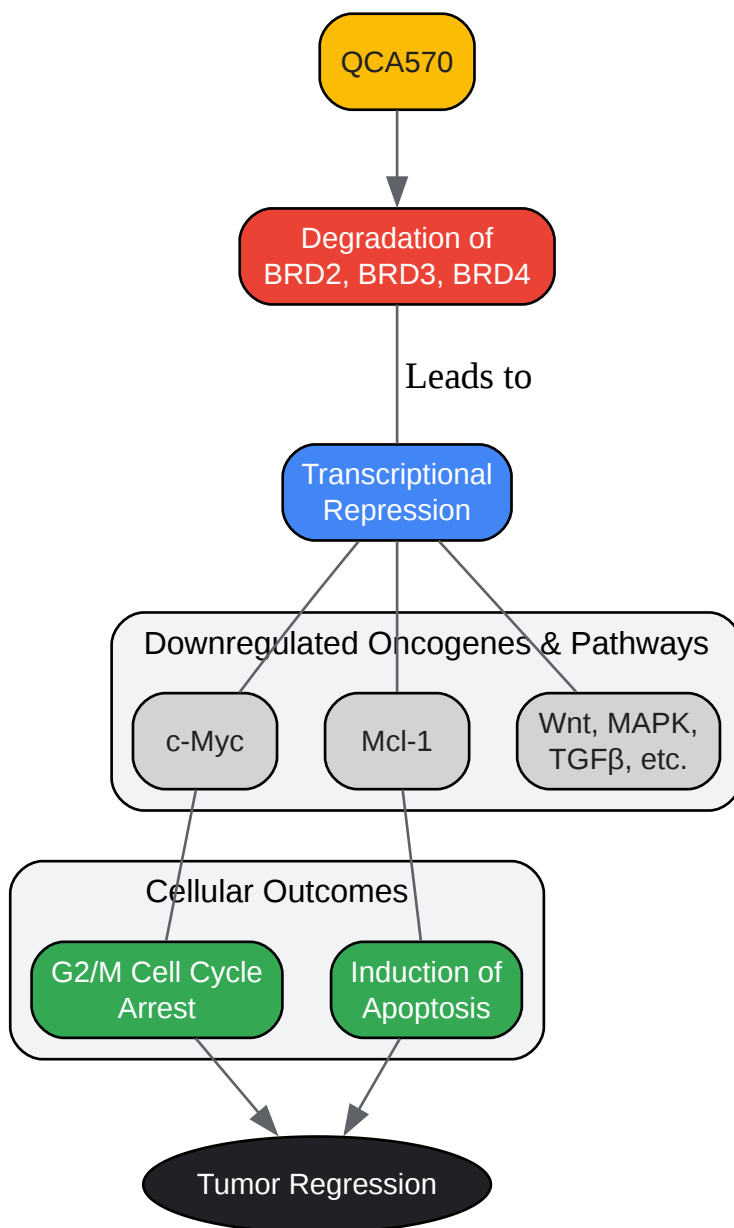 QCA570
Degradation of
BRD2, BRD3, BRD4
Leads to
Transcriptional
Repression
Downregulated Oncogenes & Pathways
c-Myc
Mcl-1
Wnt, MAPK,
TGFβ, etc.
Cellular Outcomes
G2/M Cell Cycle
Arrest
Induction of
Apoptosis
Tumor Regression